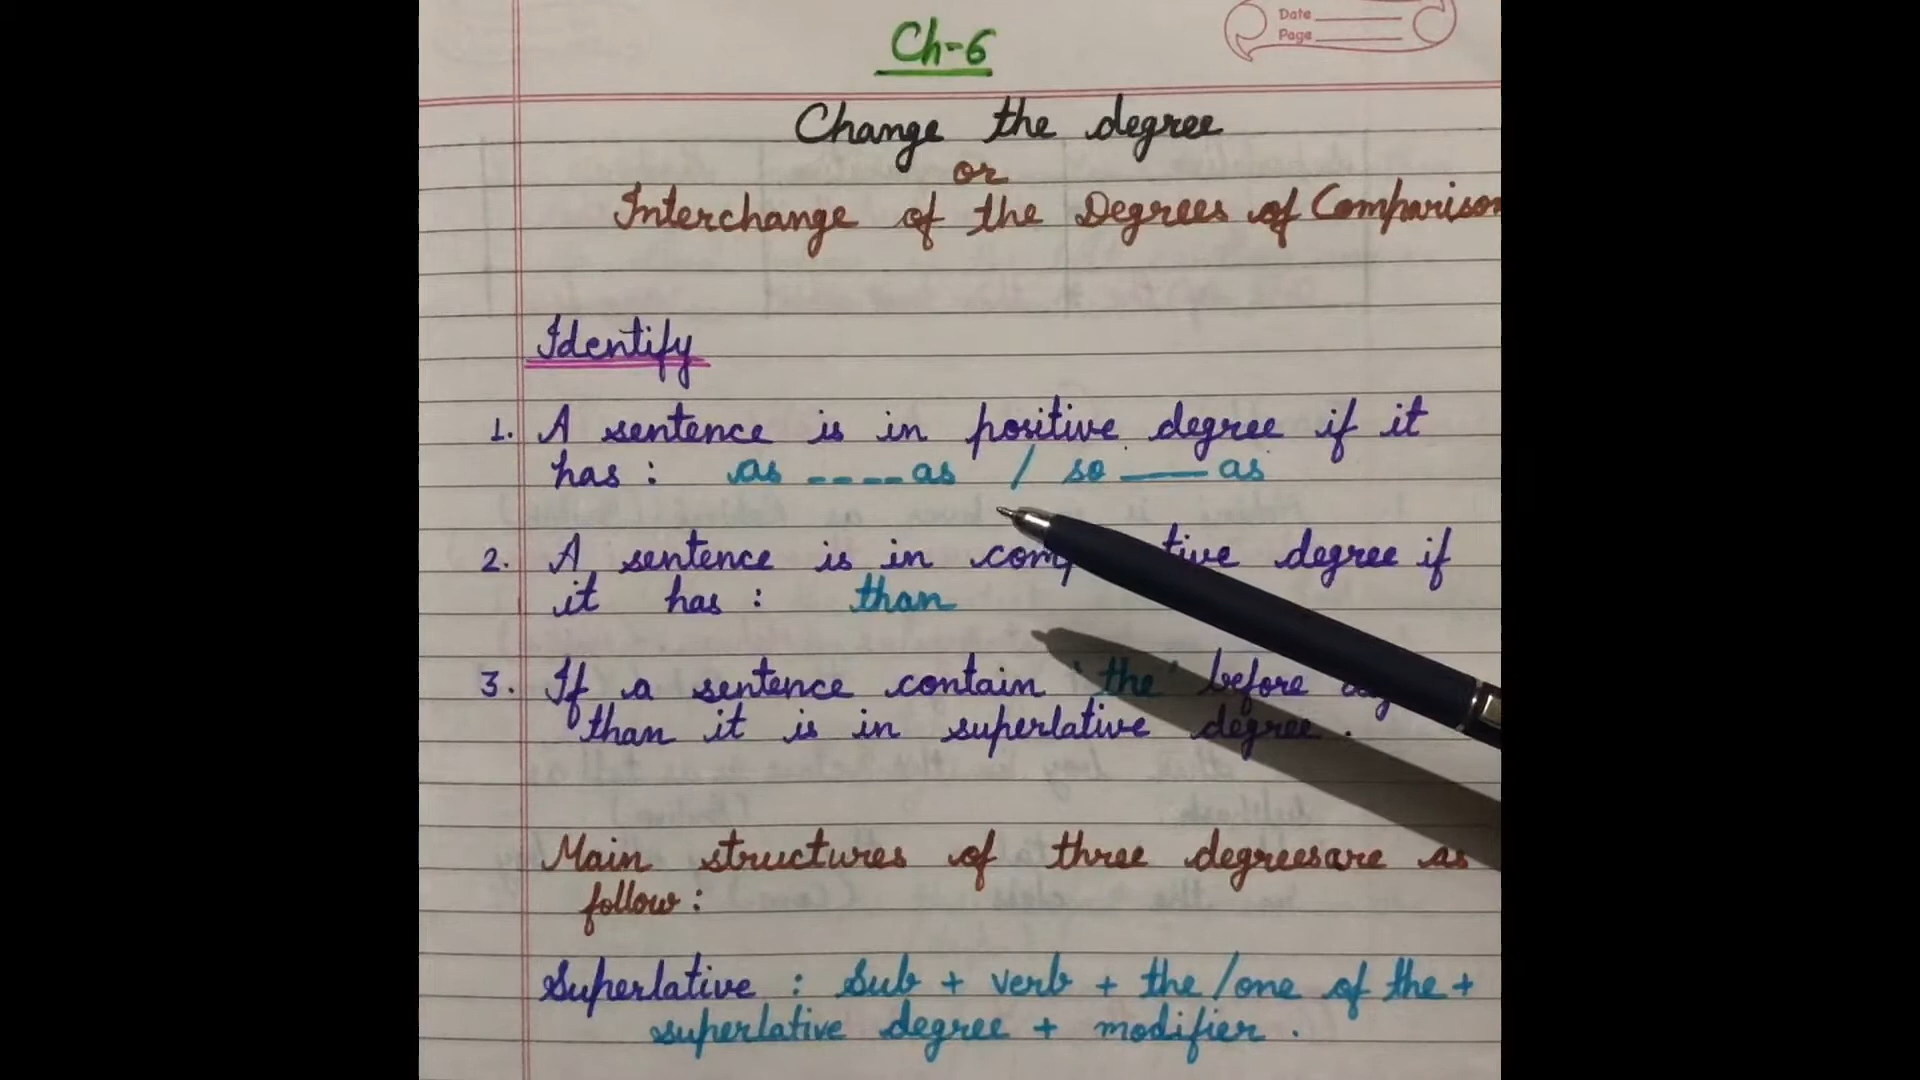 Date
Page
Ch-6
Change the degree
or
Interchange of the Degrees of Comparison
Identify
1. A sentence is in positive degree if it
has : as ----as / so ___ as
2. A sentence is in degree if
it has : than
3. If a sentence contain 'the' before
than it is in superlative degree.
Main structures of three degreesare as
follow :
Superlative : Sub + verb + the/one of the +
superlative degree + modifier.